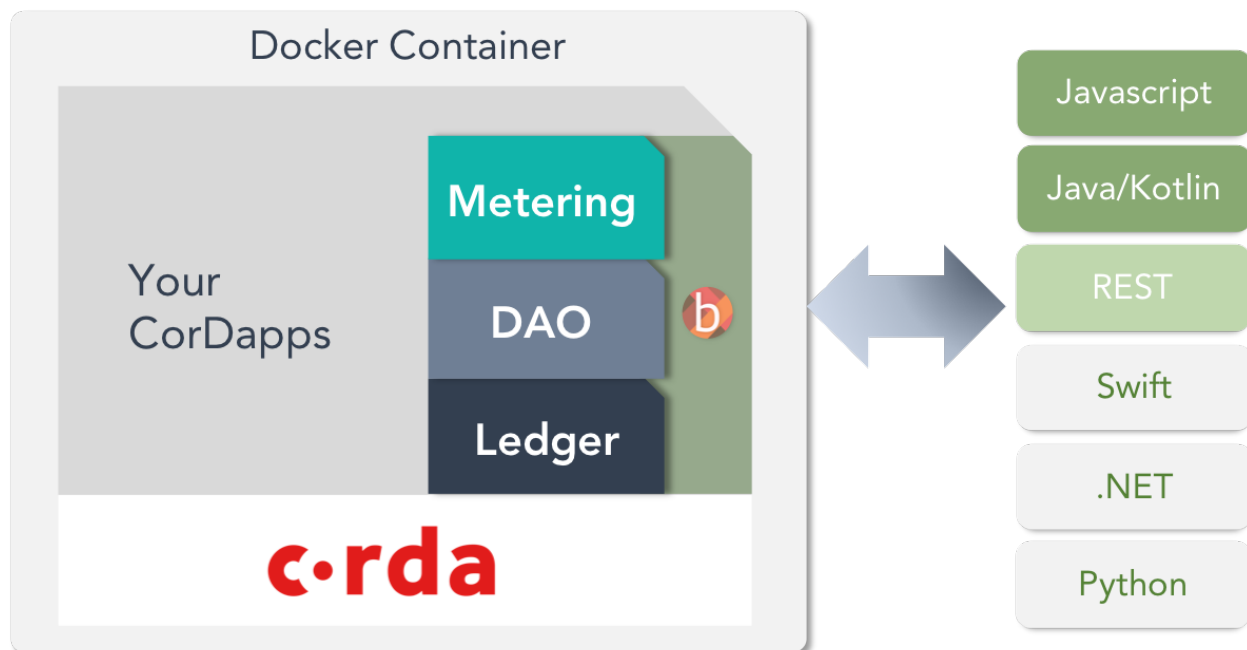 Docker Container
Your
CorDapps
Metering
DAO
Ledger
b
c•rda
Javascript
Java/Kotlin
REST
Swift
.NET
Python